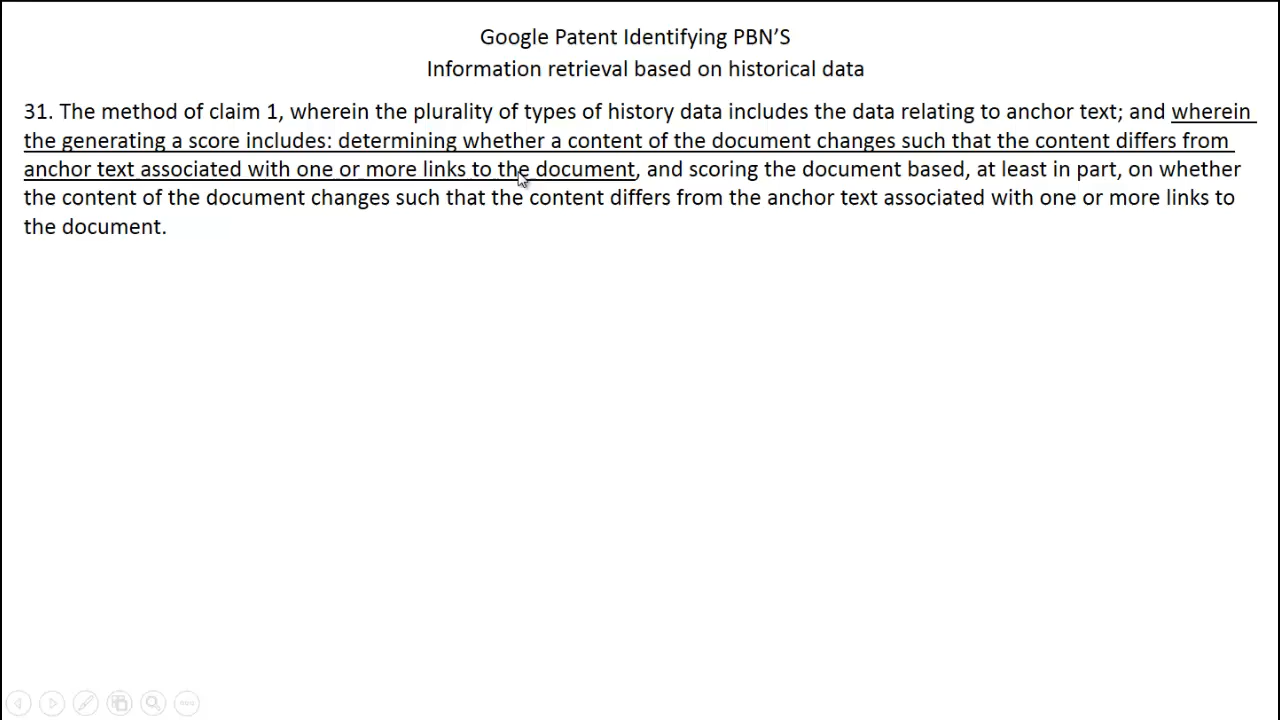 Google Patent Identifying PBN’S
Information retrieval based on historical data
31. The method of claim 1, wherein the plurality of types of history data includes the data relating to anchor text; and wherein
the generating a score includes: determining whether a content of the document changes such that the content differs from
anchor text associated with one or more links to the document, and scoring the document based, at least in part, on whether
the content of the document changes such that the content differs from the anchor text associated with one or more links to
the document.